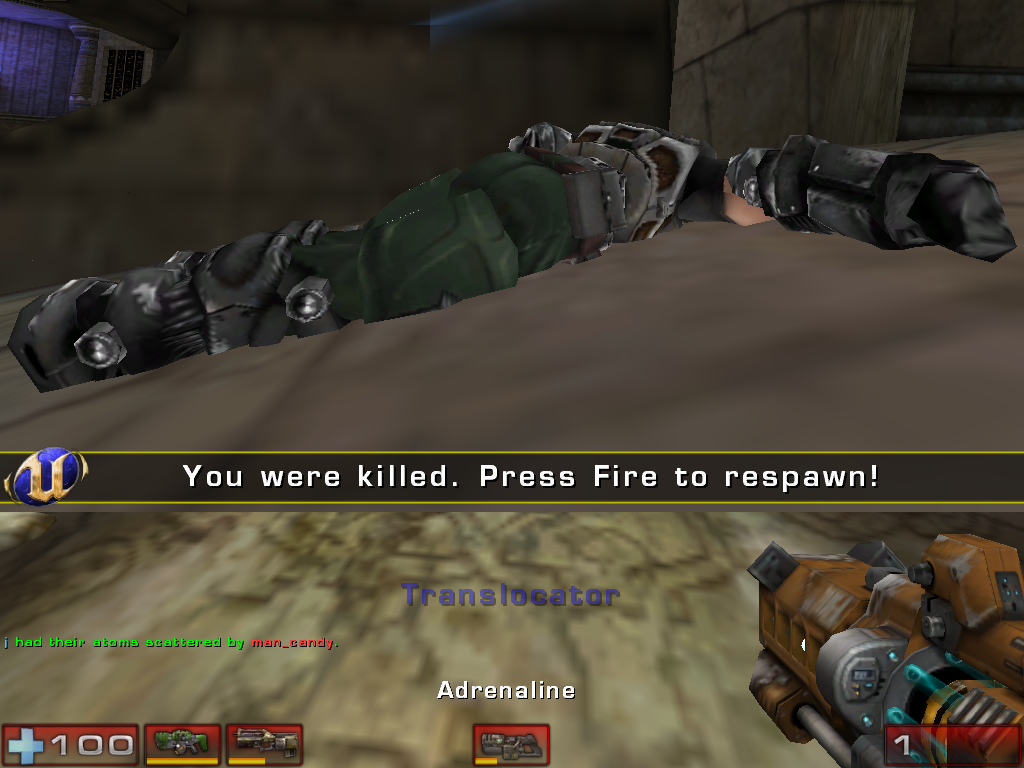 You were killed. Press Fire to respawn!
Translocator
j had their atoms scattered by man_candy.
Adrenaline
100
1